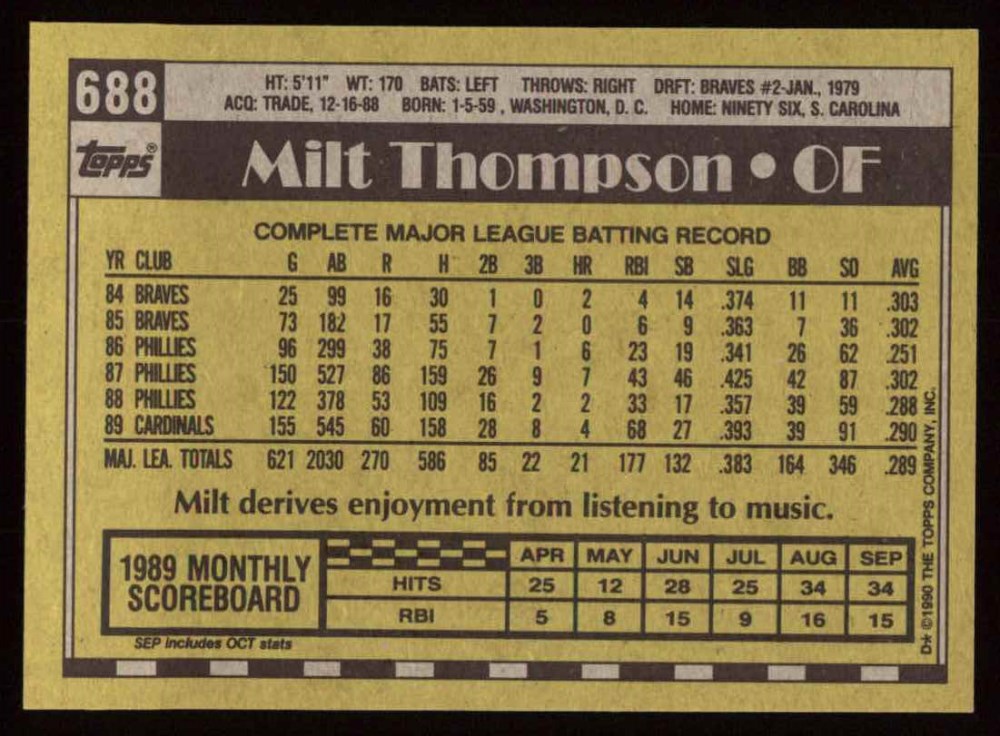 688
HT: 5'11" WT: 170 BATS: LEFT THROWS: RIGHT DRFT: BRAVES #2-JAN., 1979
ACQ: TRADE, 12-16-88 BORN: 1-5-59 , WASHINGTON, D. C. HOME: NINETY SIX, S. CAROLINA
topps®
Milt Thompson • OF
COMPLETE MAJOR LEAGUE BATTING RECORD
YR CLUB G AB R H 2B 3B HR RBI SB SLG BB SO AVG
84 BRAVES 25 99 16 30 1 0 2 4 14 .374 11 11 .303
85 BRAVES 73 182 17 55 7 2 0 6 9 .363 7 36 .302
86 PHILLIES 96 299 38 75 7 1 6 23 19 .341 26 62 .251
87 PHILLIES 150 527 86 159 26 9 7 43 46 .425 42 87 .302
88 PHILLIES 122 378 53 109 16 2 2 33 17 .357 39 59 .288
89 CARDINALS 155 545 60 158 28 8 4 68 27 .393 39 91 .290
MAJ. LEA. TOTALS 621 2030 270 586 85 22 21 177 132 .383 164 346 .289
Milt derives enjoyment from listening to music.
1989 MONTHLY
SCOREBOARD
APR MAY JUN JUL AUG SEP
HITS 25 12 28 25 34 34
RBI 5 8 15 9 16 15
SEP includes OCT stats
D* ©1990 THE TOPPS COMPANY, INC.